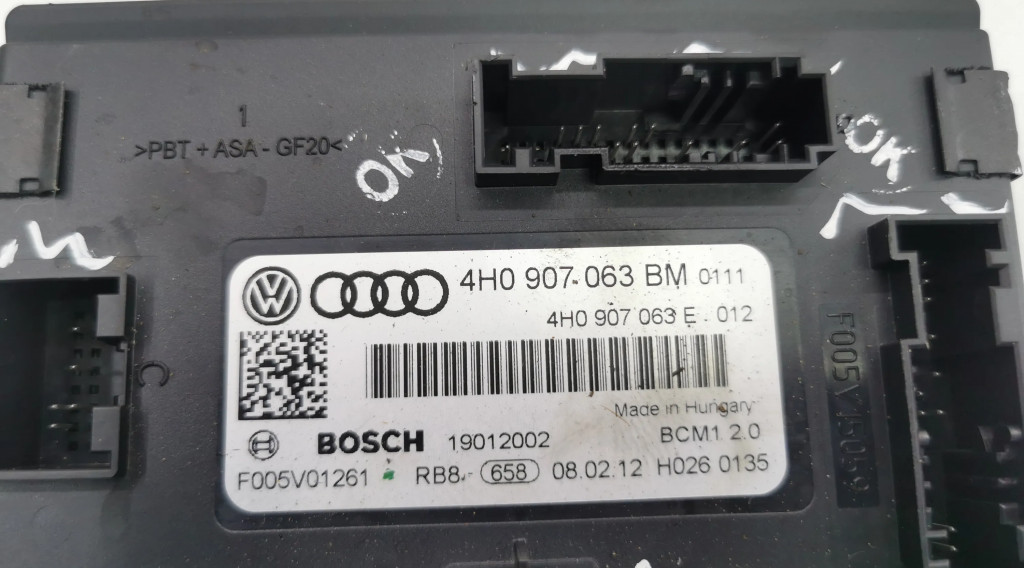 1
>PBT + ASA - GF20<
OK
OK
4H0 907 063 BM 0111
4H0 907 063 E . 012
Made in Hungary
BOSCH 19012002 BCM1 2.0
F005V01261 RB8.- 658 08.02.12 H026 0135
C